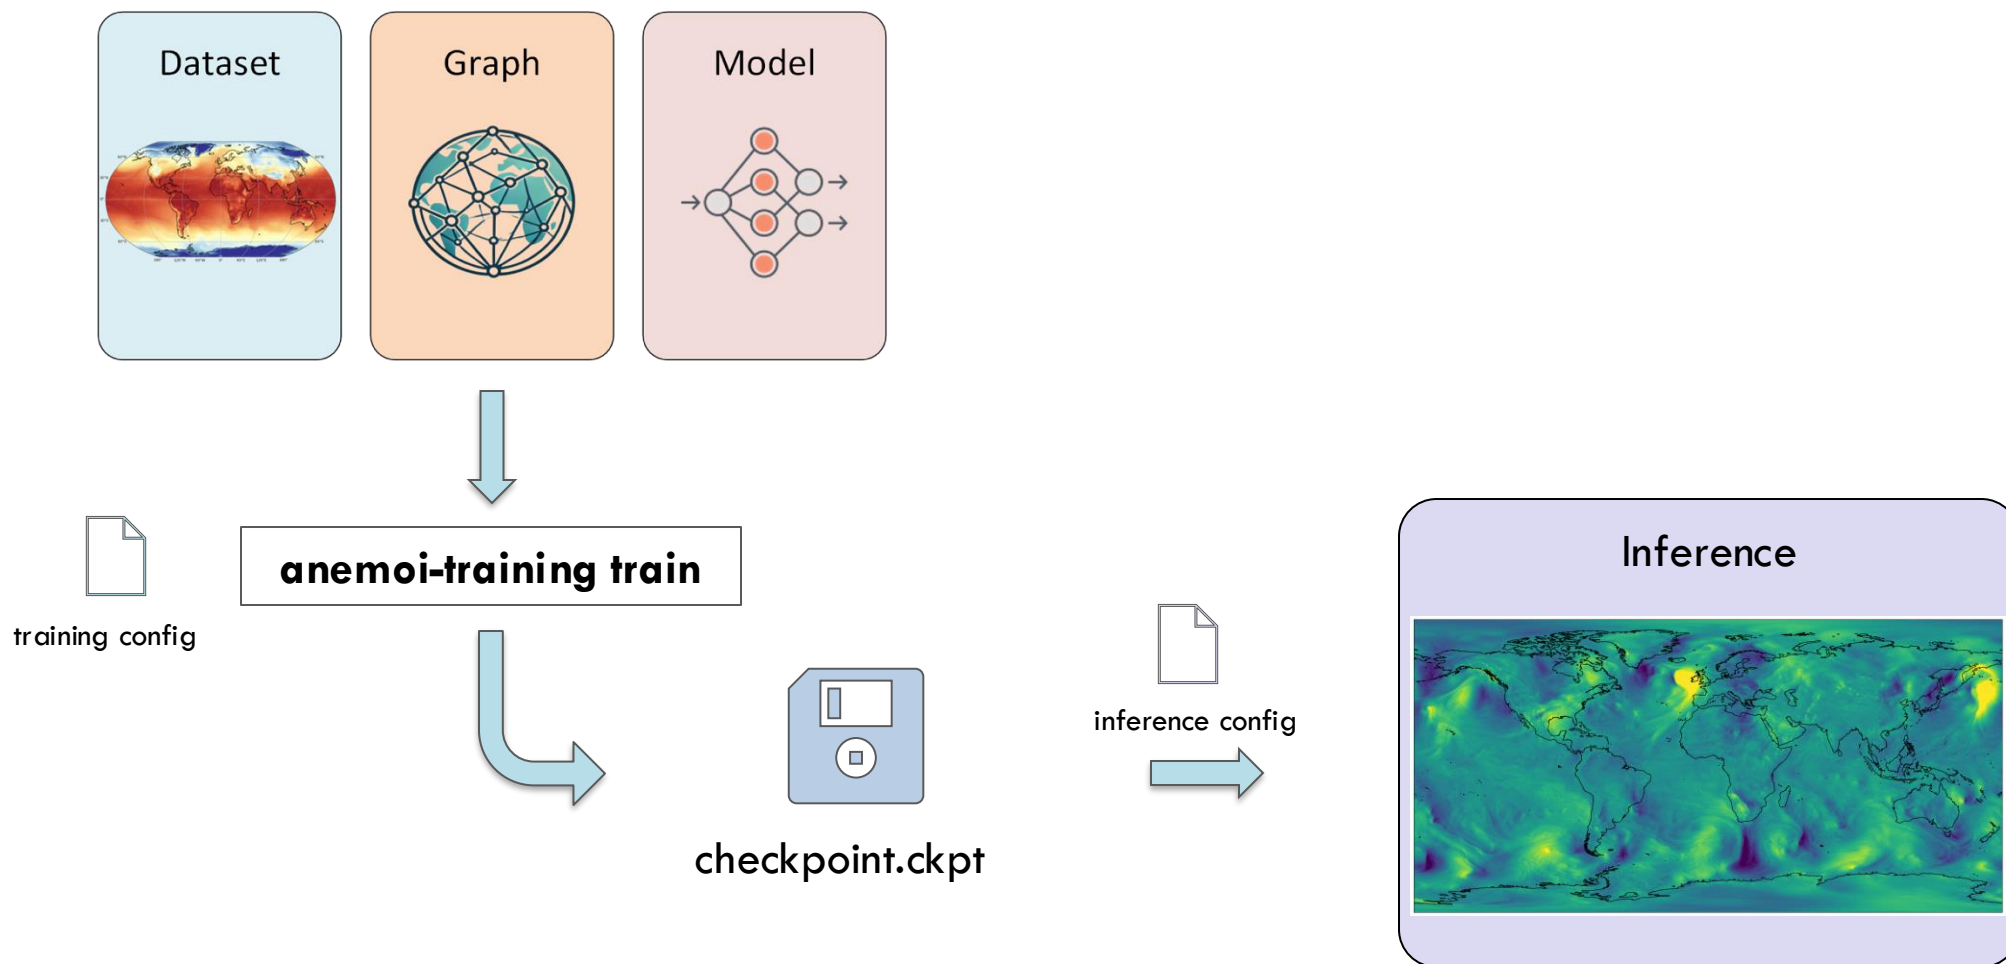 Dataset
Graph
Model
anemoi-training train
training config
checkpoint.ckpt
inference config
Inference